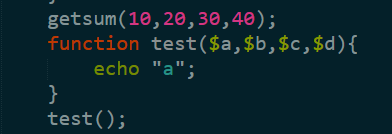 getsum(10,20,30,40);
function test($a,$b,$c,$d){
    echo "a";
}
test();